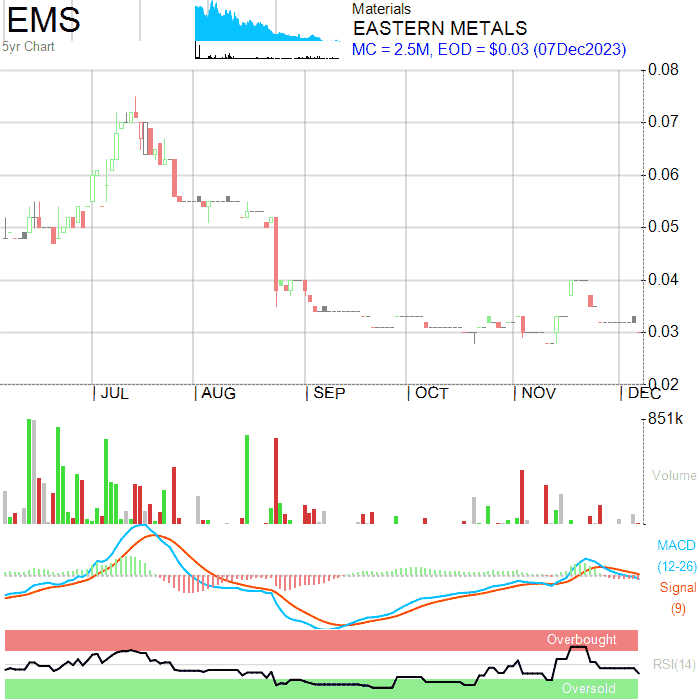 EMS
5yr Chart
Materials
EASTERN METALS
MC = 2.5M, EOD = $0.03 (07Dec2023)
0.08
0.07
0.06
0.05
0.04
0.03
0.02
JUL AUG SEP OCT NOV DEC
851k
Volume
MACD
(12-26)
Signal
(9)
Overbought
RSI(14)
Oversold